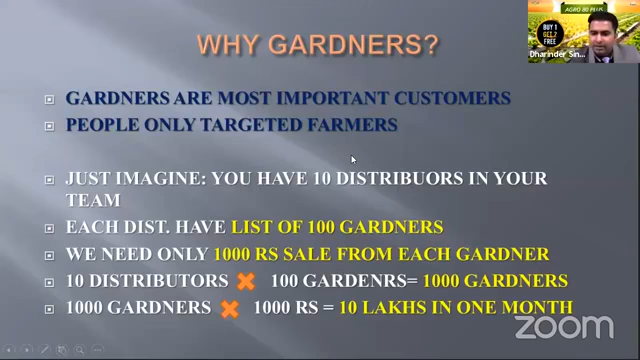 AGRO 80 PLUS
BUY 1
GET 2
FREE
Dharinder Sin...
WHY GARDNERS?
GARDNERS ARE MOST IMPORTANT CUSTOMERS
PEOPLE ONLY TARGETED FARMERS
JUST IMAGINE: YOU HAVE 10 DISTRIBUORS IN YOUR
TEAM
EACH DIST. HAVE LIST OF 100 GARDNERS
WE NEED ONLY 1000 RS SALE FROM EACH GARDNER
10 DISTRIBUTORS ✖ 100 GARDENRS= 1000 GARDNERS
1000 GARDNERS ✖ 1000 RS = 10 LAKHS IN ONE MONTH
zoom